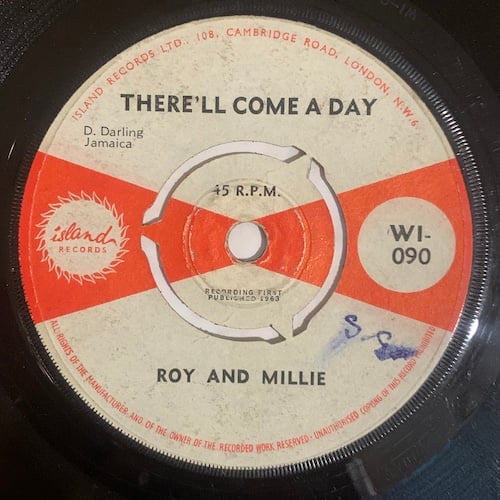 ISLAND RECORDS LTD., 108, CAMBRIDGE ROAD, LONDON, N.W.6
THERE'LL COME A DAY
D. Darling
Jamaica
45 R.P.M.
island
RECORDS
WI-
090
RECORDING FIRST
PUBLISHED 1963
ROY AND MILLIE
ALL RIGHTS OF THE MANUFACTURER AND OF THE OWNER OF THE RECORDED WORK RESERVED · UNAUTHORISED COPYING OF THIS RECORD PROHIBITED